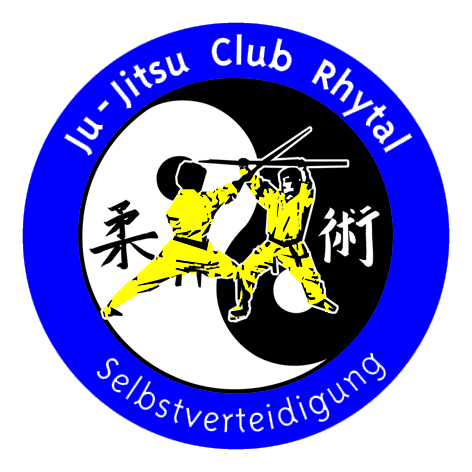 Ju-Jitsu Club Rhytal
柔 術
Selbstverteidigung